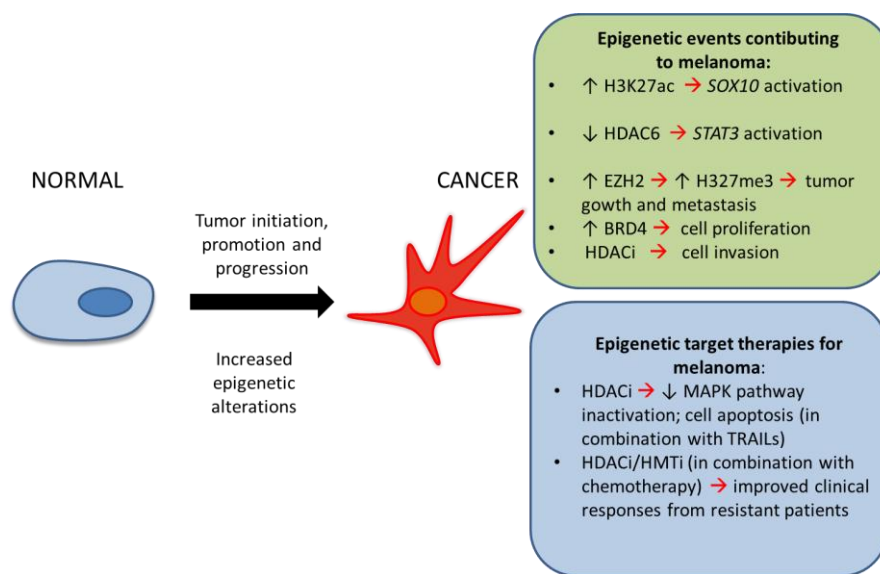 NORMAL
Tumor initiation,
promotion and
progression
Increased
epigenetic
alterations
CANCER
Epigenetic events contibuting
to melanoma:
• ↑ H3K27ac → SOX10 activation
• ↓ HDAC6 → STAT3 activation
• ↑ EZH2 → ↑ H327me3 → tumor
gowth and metastasis
• ↑ BRD4 → cell proliferation
• HDACi → cell invasion
Epigenetic target therapies for
melanoma:
• HDACi → ↓ MAPK pathway
inactivation; cell apoptosis (in
combination with TRAILs)
• HDACi/HMTi (in combination with
chemotherapy) → improved clinical
responses from resistant patients